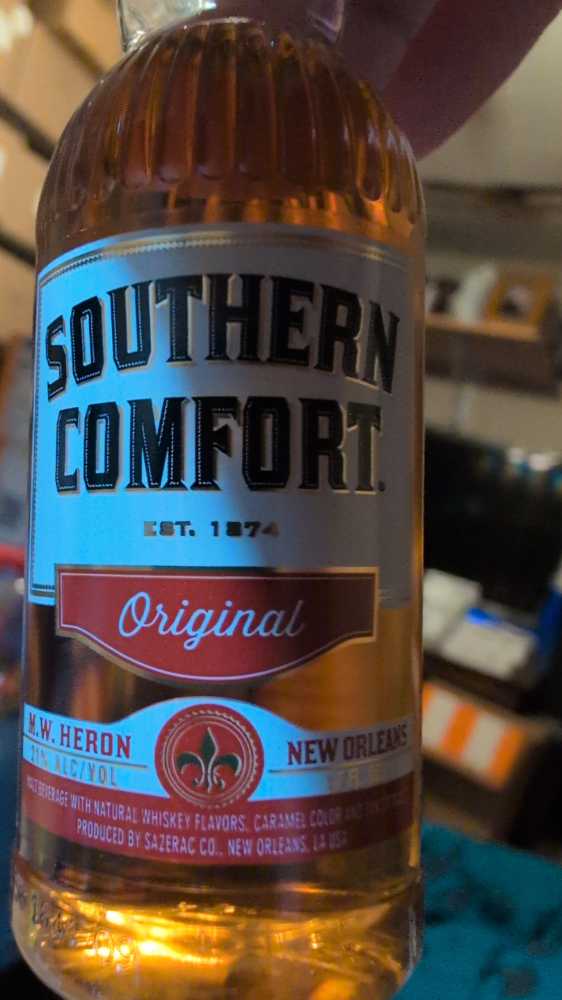 SOUTHERN
COMFORT.
EST. 1874
Original
M.W. HERON
NEW ORLEANS
21% ALC/VOL
MALT BEVERAGE WITH NATURAL WHISKEY FLAVORS, CARAMEL COLOR AND
PRODUCED BY SAZERAC CO., NEW ORLEANS, LA USA